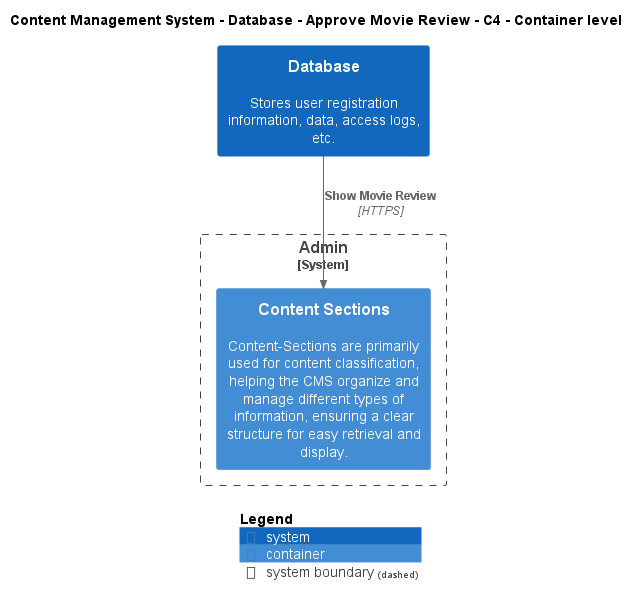 Content Management System - Database - Approve Movie Review - C4 - Container level
Database
Stores user registration
information, data, access logs,
etc.
Show Movie Review
[HTTPS]
Admin
[System]
Content Sections
Content-Sections are primarily
used for content classification,
helping the CMS organize and
manage different types of
information, ensuring a clear
structure for easy retrieval and
display.
Legend
system
container
system boundary (dashed)